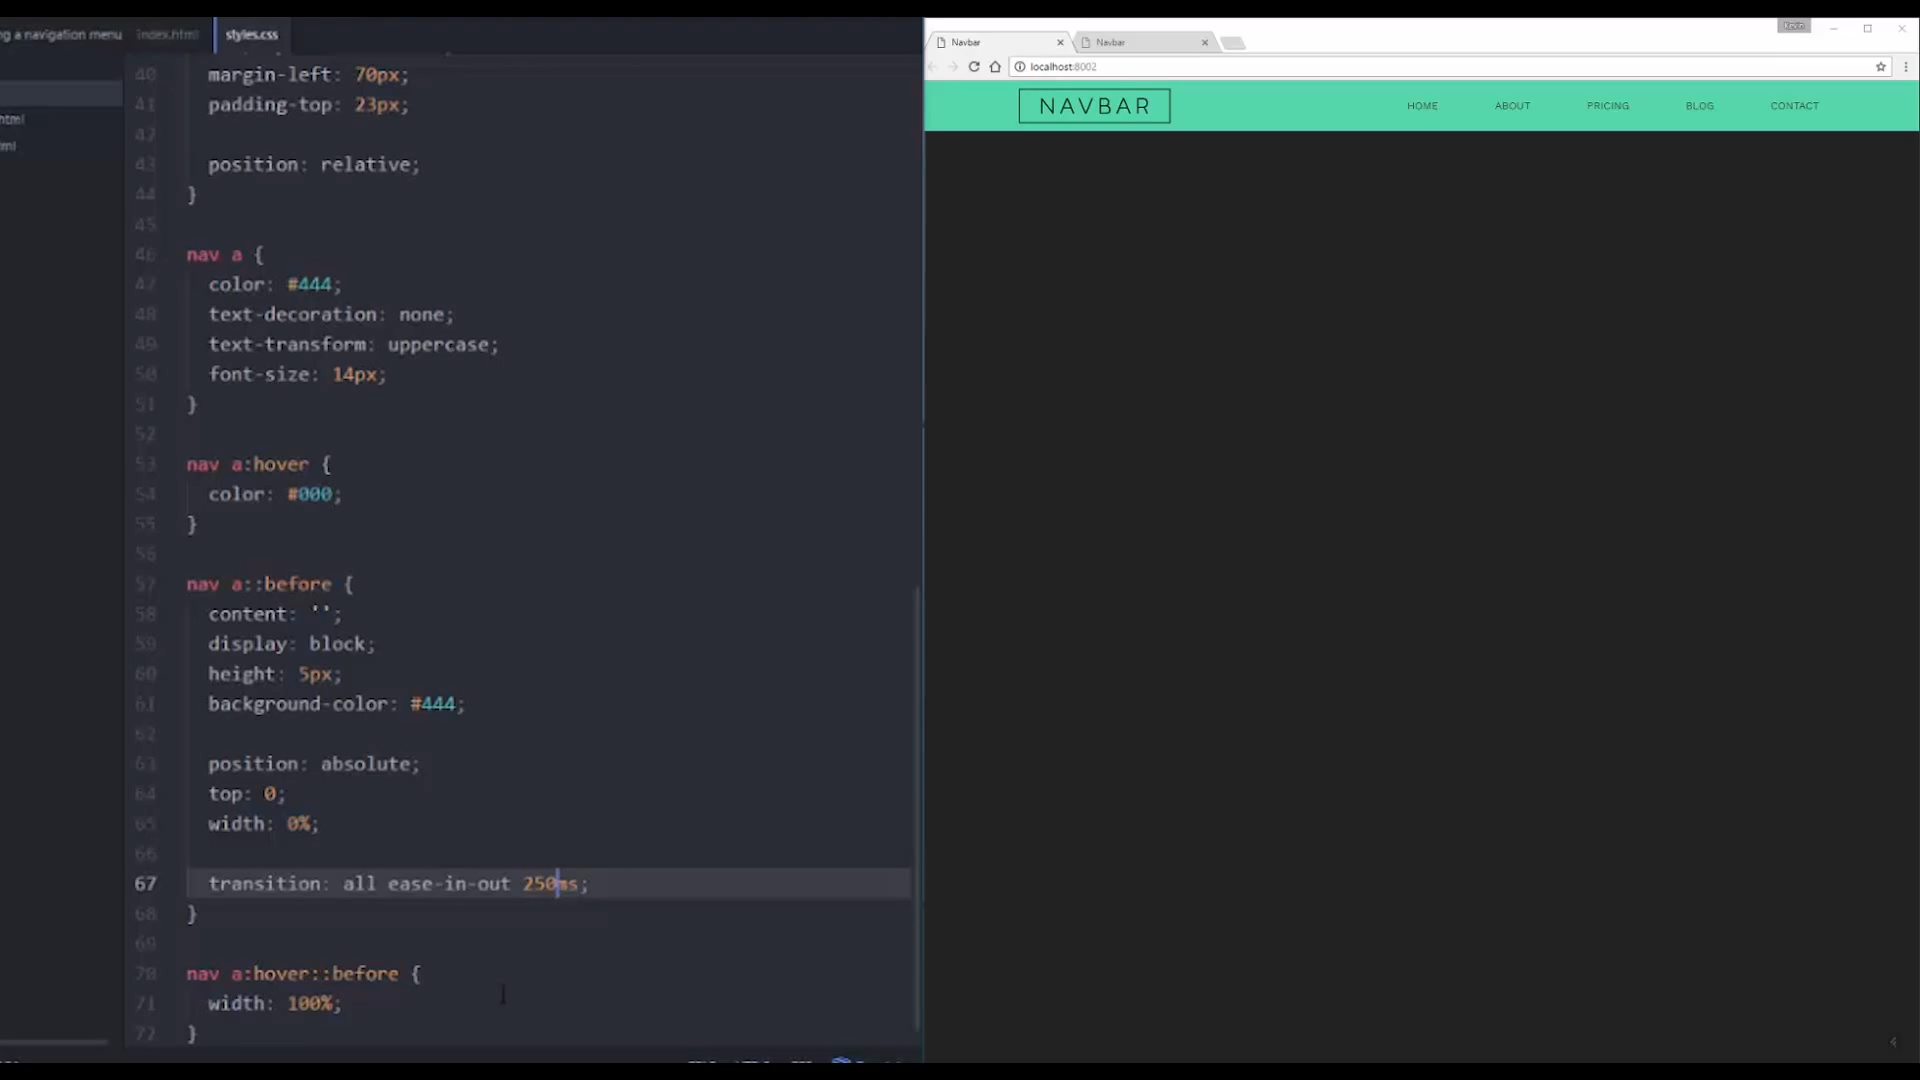 g a navigation menu index.html styles.css
html
ml
40 margin-left: 70px;
41 padding-top: 23px;
42
43 position: relative;
44 }
45
46 nav a {
47 color: #444;
48 text-decoration: none;
49 text-transform: uppercase;
50 font-size: 14px;
51 }
52
53 nav a:hover {
54 color: #000;
55 }
56
57 nav a::before {
58 content: '';
59 display: block;
60 height: 5px;
61 background-color: #444;
62
63 position: absolute;
64 top: 0;
65 width: 0%;
66
67 transition: all ease-in-out 250ms;
68 }
69
70 nav a:hover::before {
71 width: 100%;
72 }
Kevin
Navbar Navbar
localhost:8002
NAVBAR HOME ABOUT PRICING BLOG CONTACT